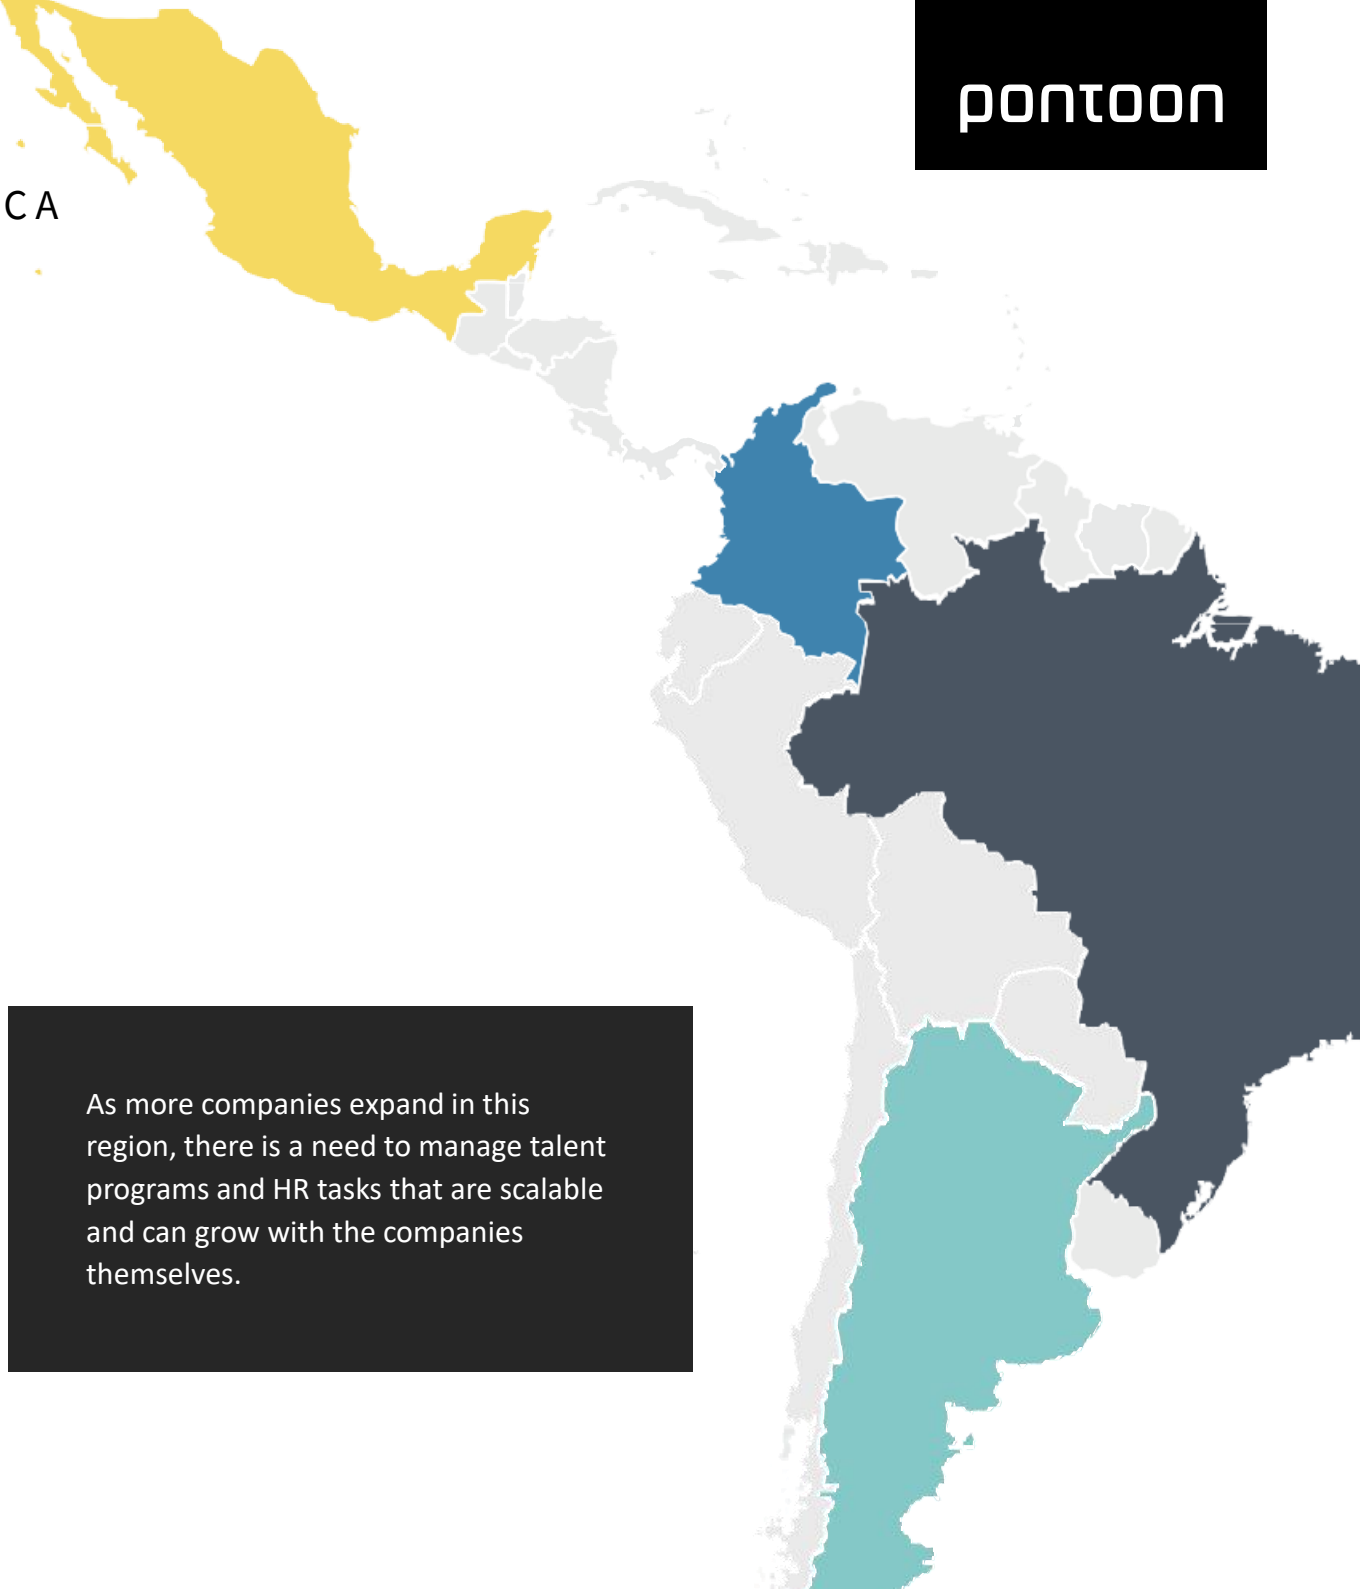 pontoon
CA
As more companies expand in this
region, there is a need to manage talent
programs and HR tasks that are scalable
and can grow with the companies
themselves.